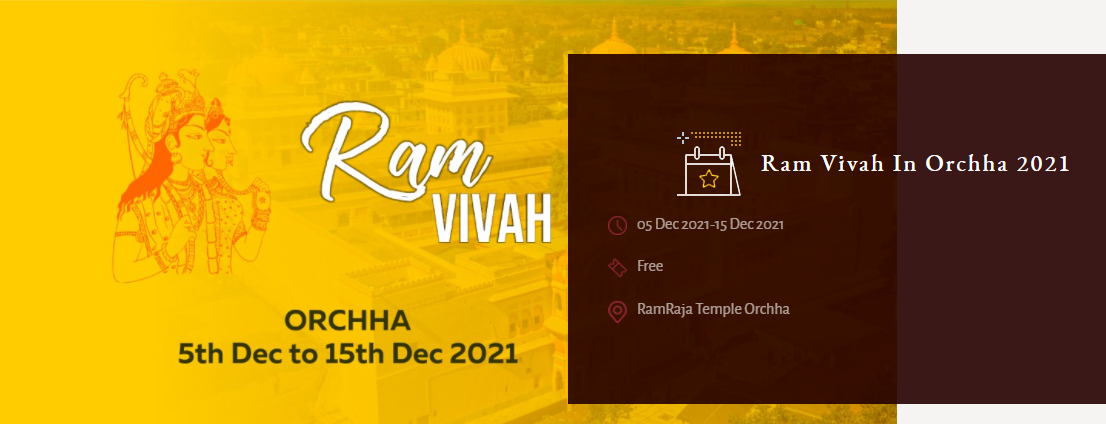 Ram
VIVAH
ORCHHA
5th Dec to 15th Dec 2021
Ram Vivah In Orchha 2021
05 Dec 2021-15 Dec 2021
Free
RamRaja Temple Orchha